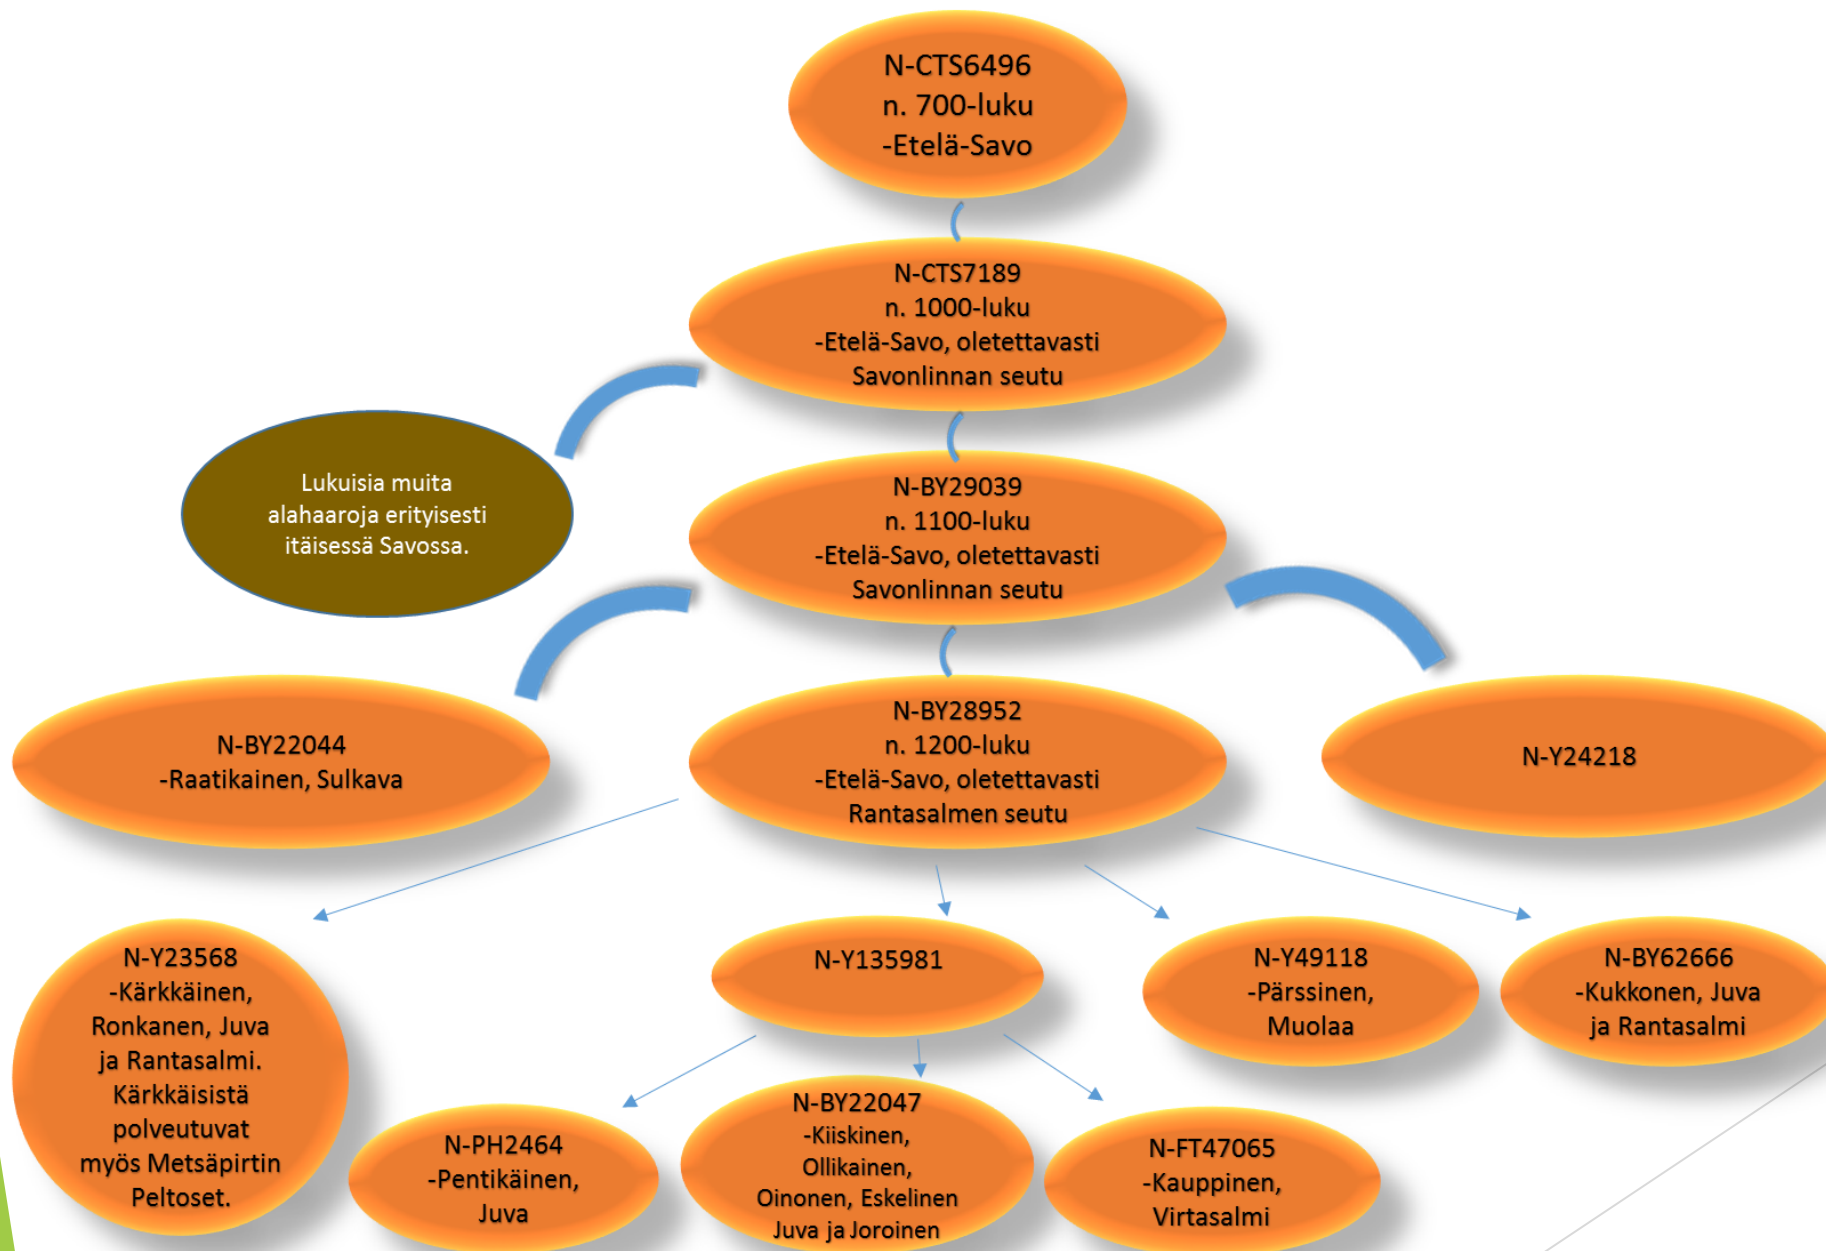 N-CTS6496
n. 700-luku
-Etelä-Savo
N-CTS7189
n. 1000-luku
-Etelä-Savo, oletettavasti
Savonlinnan seutu
Lukuisia muita
alahaaroja erityisesti
itäisessä Savossa.
N-BY29039
n. 1100-luku
-Etelä-Savo, oletettavasti
Savonlinnan seutu
N-BY22044
-Raatikainen, Sulkava
N-BY28952
n. 1200-luku
-Etelä-Savo, oletettavasti
Rantasalmen seutu
N-Y24218
N-Y23568
-Kärkkäinen,
Ronkanen, Juva
ja Rantasalmi.
Kärkkäisistä
polveutuvat
myös Metsäpirtin
Peltoset.
N-Y135981
N-Y49118
-Pärssinen,
Muolaa
N-BY62666
-Kukkonen, Juva
ja Rantasalmi
N-PH2464
-Pentikäinen,
Juva
N-BY22047
-Kiiskinen,
Ollikainen,
Oinonen, Eskelinen
Juva ja Joroinen
N-FT47065
-Kauppinen,
Virtasalmi